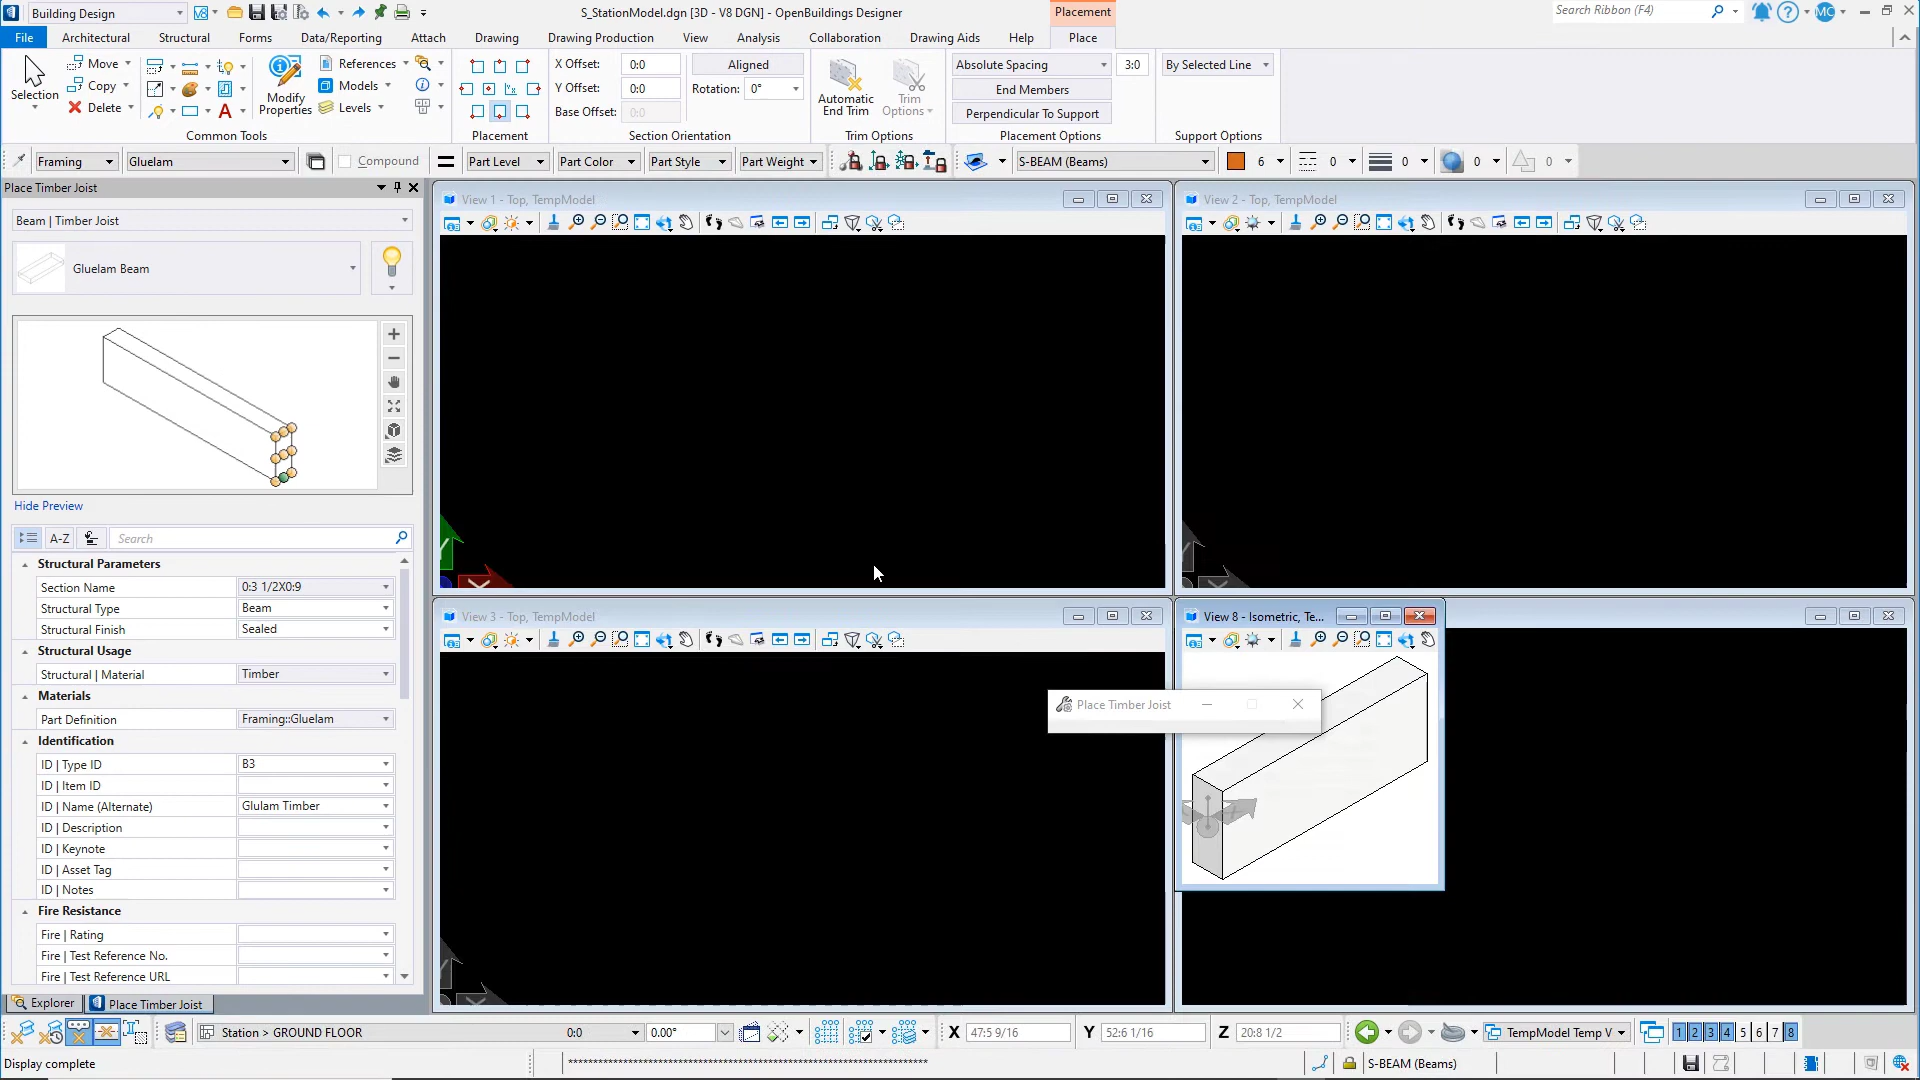 Building Design
S_StationModel.dgn [3D - V8 DGN] - OpenBuildings Designer
Placement
Search Ribbon (F4)
MC
File Architectural Structural Forms Data/Reporting Attach Drawing Drawing Production View Analysis Collaboration Drawing Aids Help Place
Selection
Move
Copy
Delete
Modify Properties
References
Models
Levels
Common Tools
Placement
X Offset: 0:0
Y Offset: 0:0
Base Offset: 0:0
Aligned
Rotation: 0°
Section Orientation
Automatic End Trim
Trim Options
Trim Options
Absolute Spacing 3:0
End Members
Perpendicular To Support
Placement Options
By Selected Line
Support Options
Framing Gluelam Compound Part Level Part Color Part Style Part Weight S-BEAM (Beams) 6 0 0 0 0
Place Timber Joist
Beam | Timber Joist
Gluelam Beam
Hide Preview
A-Z Search
Structural Parameters
Section Name 0:3 1/2X0:9
Structural Type Beam
Structural Finish Sealed
Structural Usage
Structural | Material Timber
Materials
Part Definition Framing::Gluelam
Identification
ID | Type ID B3
ID | Item ID
ID | Name (Alternate) Glulam Timber
ID | Description
ID | Keynote
ID | Asset Tag
ID | Notes
Fire Resistance
Fire | Rating
Fire | Test Reference No.
Fire | Test Reference URL
Explorer Place Timber Joist
View 1 - Top, TempModel
View 2 - Top, TempModel
View 3 - Top, TempModel
View 8 - Isometric, Te...
Place Timber Joist
Station > GROUND FLOOR 0:0 0.00° X 47:5 9/16 Y 52:6 1/16 Z 20:8 1/2 TempModel Temp V 1 2 3 4 5 6 7 8
Display complete
S-BEAM (Beams)